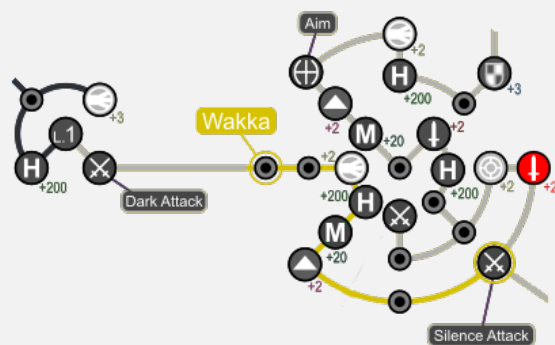 Aim
+2
H
+200
+3
+2
M
+20
+2
Wakka
+3
L.1
H
+200
Dark Attack
+2
+200
H
H
+200
+2
+2
M
+20
+2
Silence Attack